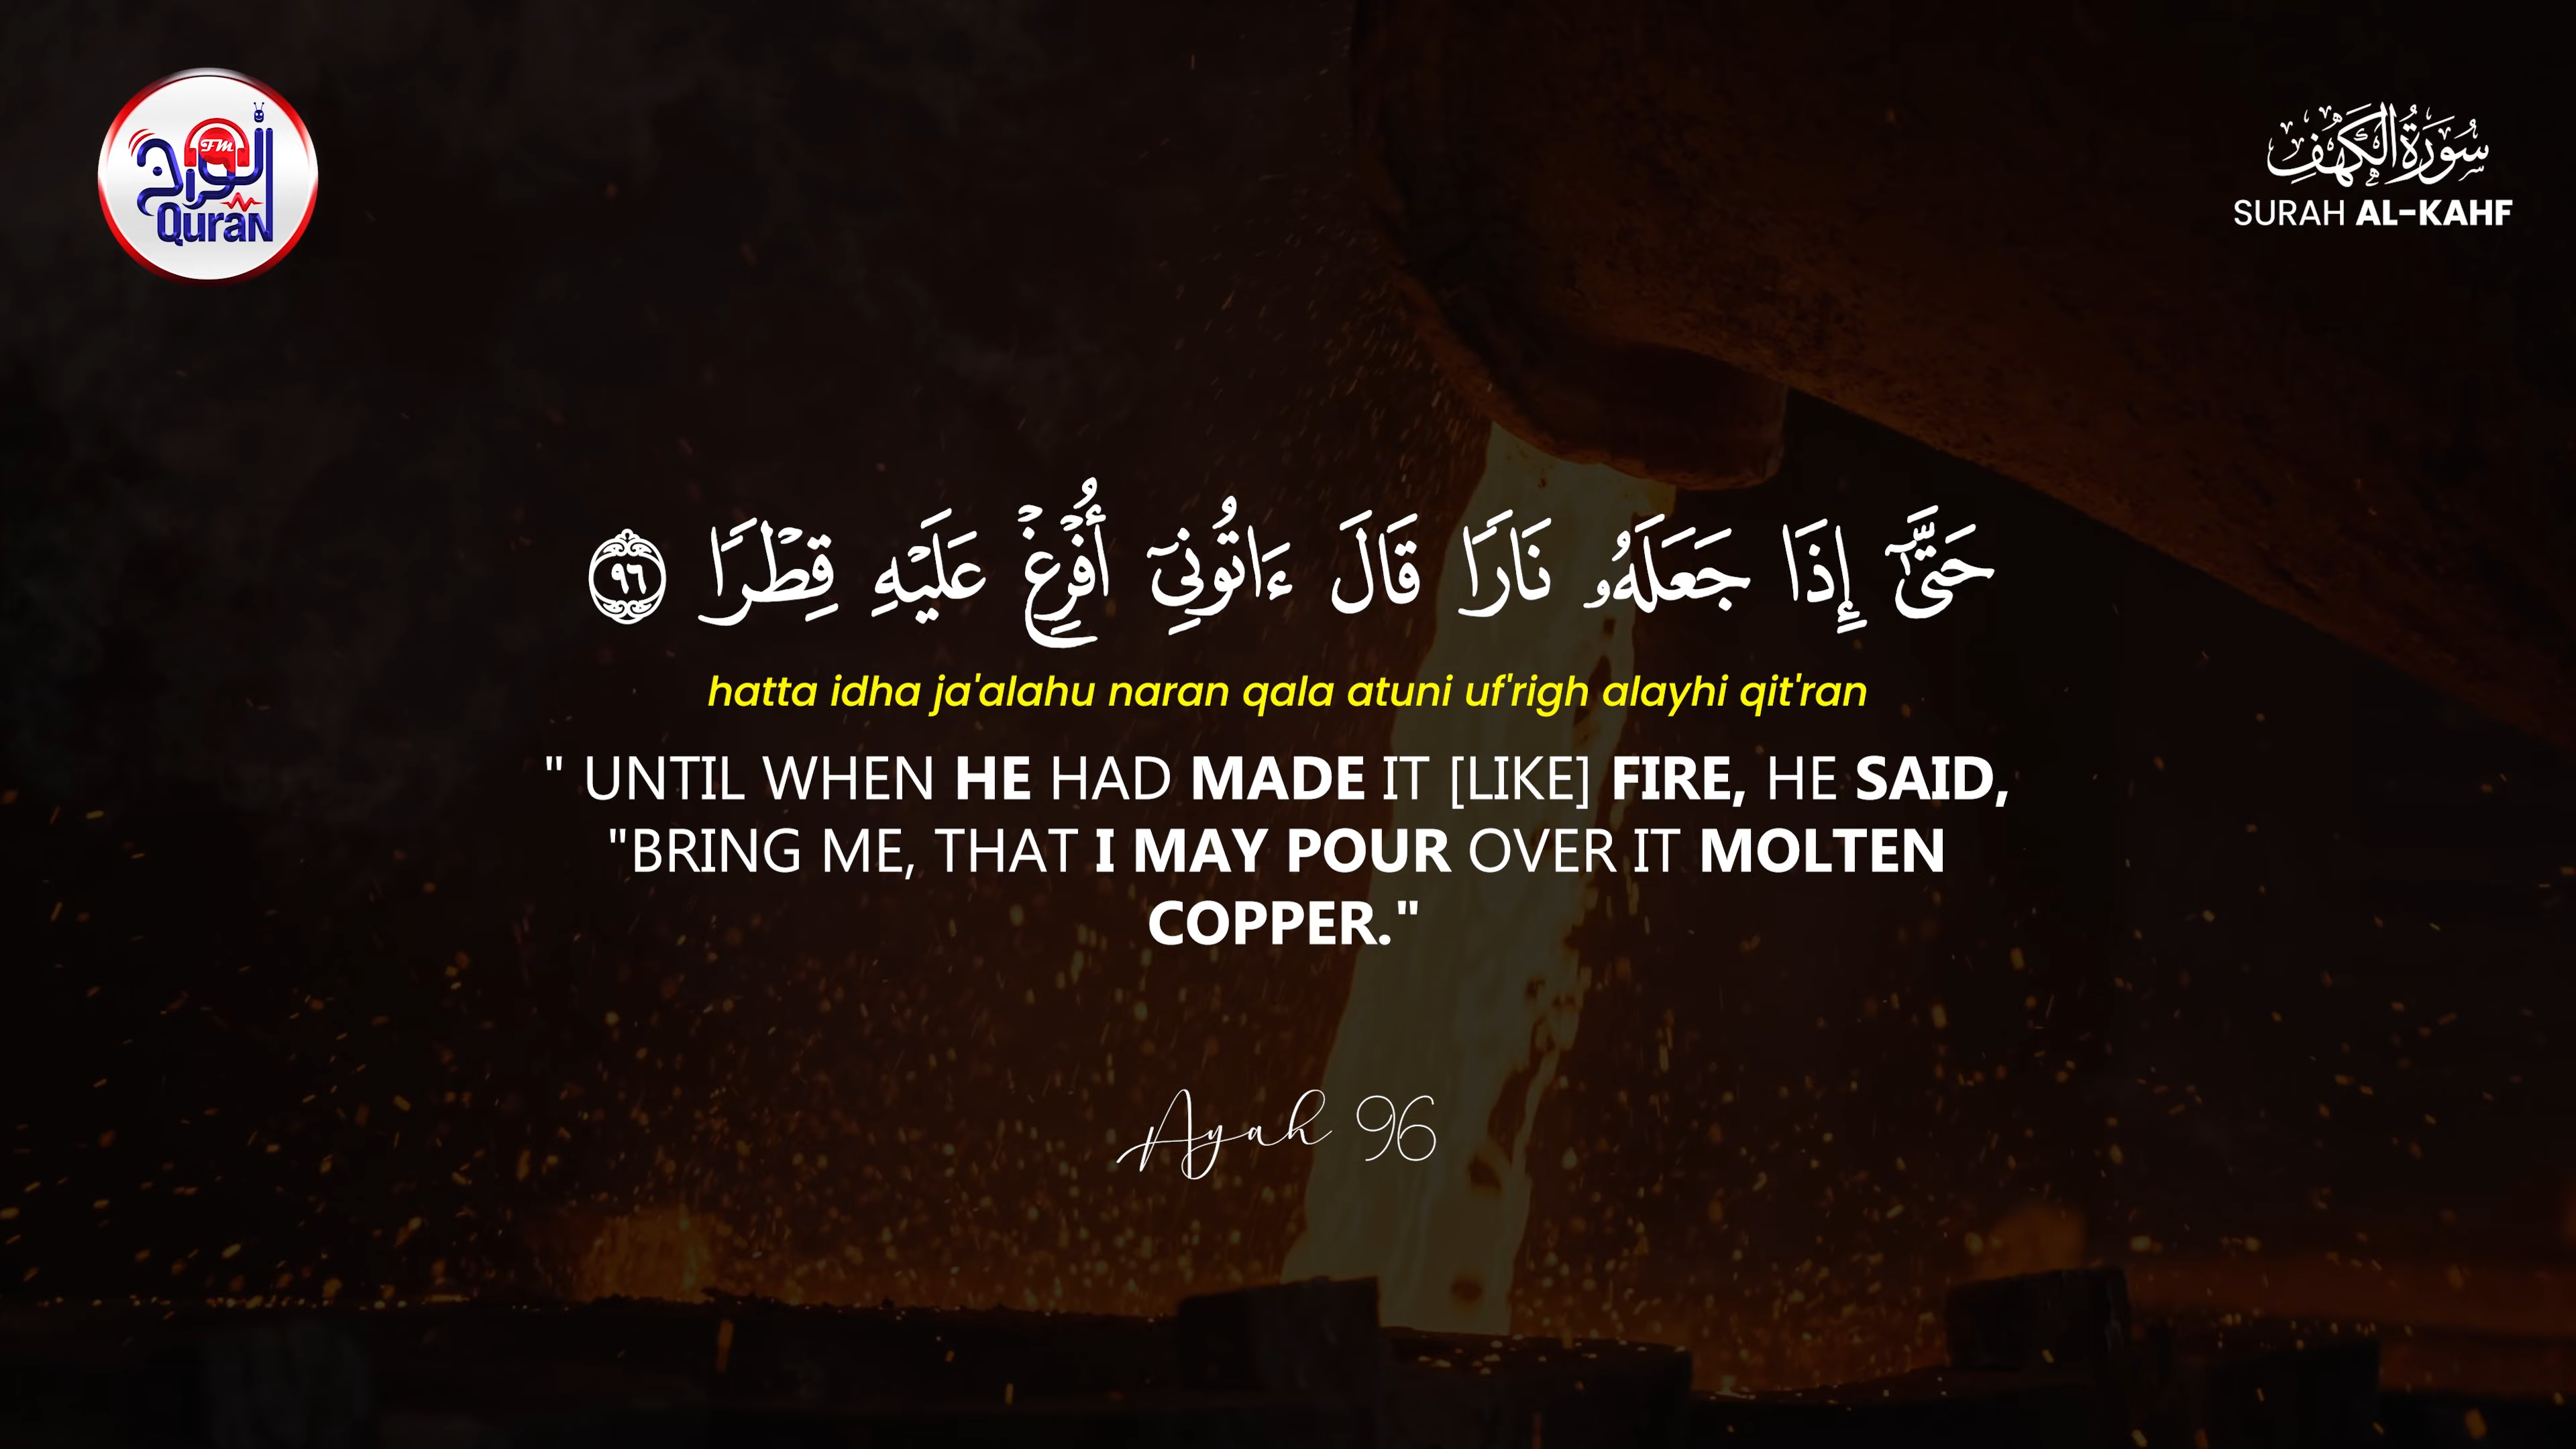 FM
Quran
سُورَةُ الكَهْفِ
SURAH AL-KAHF
حَتَّىٰٓ إِذَا جَعَلَهُۥ نَارًا قَالَ ءَاتُونِىٓ أُفْرِغْ عَلَيْهِ قِطْرًا ٩٦
hatta idha ja'alahu naran qala atuni uf'righ alayhi qit'ran
" UNTIL WHEN HE HAD MADE IT [LIKE] FIRE, HE SAID,
"BRING ME, THAT I MAY POUR OVER IT MOLTEN
COPPER."
Ayah 96